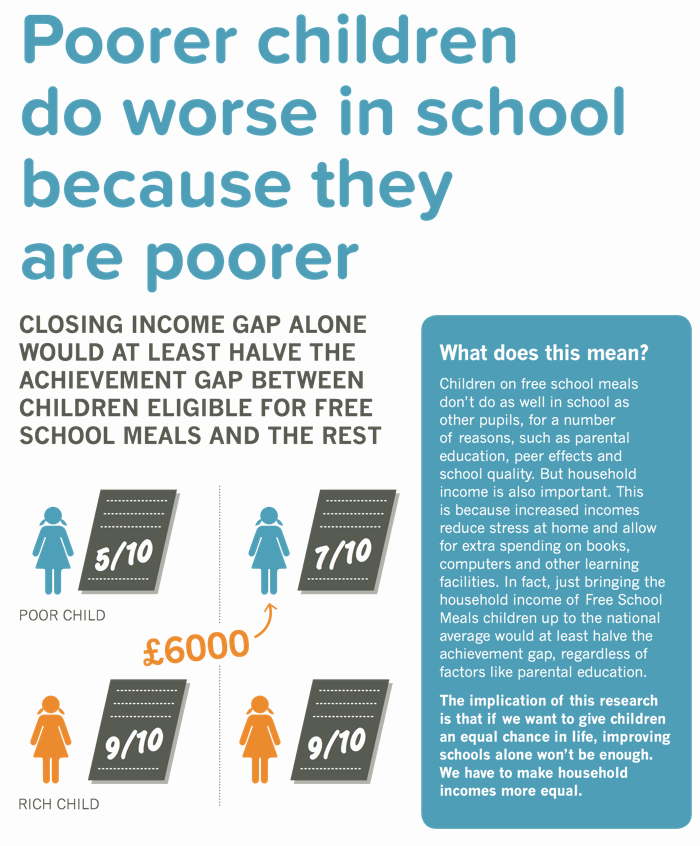 Poorer children
do worse in school
because they
are poorer
CLOSING INCOME GAP ALONE
WOULD AT LEAST HALVE THE
ACHIEVEMENT GAP BETWEEN
CHILDREN ELIGIBLE FOR FREE
SCHOOL MEALS AND THE REST
5/10
7/10
POOR CHILD
£6000
9/10
9/10
RICH CHILD
What does this mean?
Children on free school meals
don't do as well in school as
other pupils, for a number
of reasons, such as parental
education, peer effects and
school quality. But household
income is also important. This
is because increased incomes
reduce stress at home and allow
for extra spending on books,
computers and other learning
facilities. In fact, just bringing the
household income of Free School
Meals children up to the national
average would at least halve the
achievement gap, regardless of
factors like parental education.
The implication of this research
is that if we want to give children
an equal chance in life, improving
schools alone won't be enough.
We have to make household
incomes more equal.